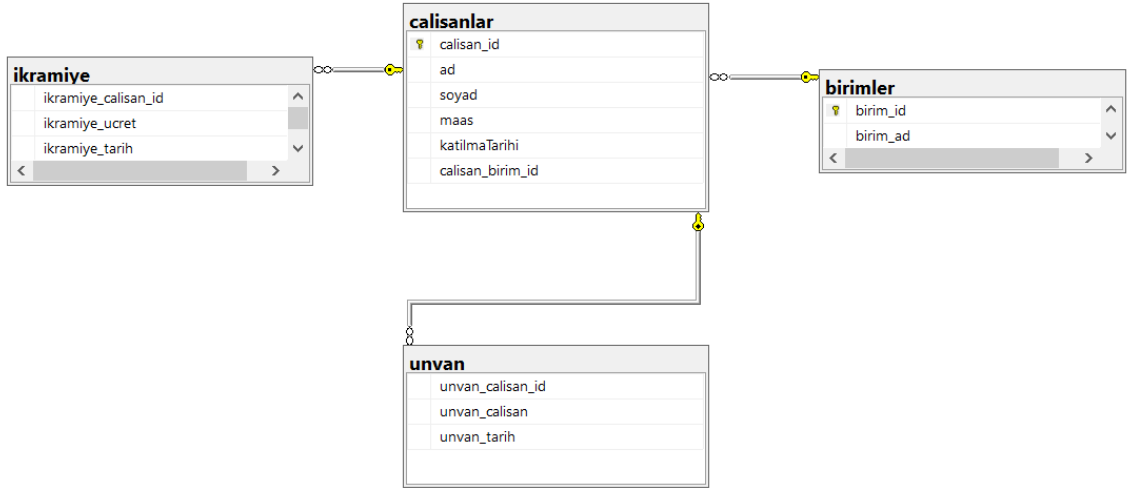 calisanlar
calisan_id
ad
soyad
maas
katilmaTarihi
calisan_birim_id
ikramiye
ikramiye_calisan_id
ikramiye_ucret
ikramiye_tarih
birimler
birim_id
birim_ad
unvan
unvan_calisan_id
unvan_calisan
unvan_tarih